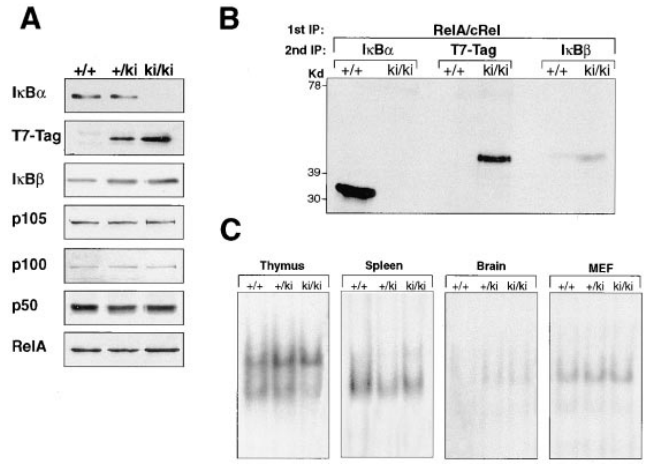 A
+/+ +/ki ki/ki
IκBα
T7-Tag
IκBβ
p105
p100
p50
RelA
B
1st IP: RelA/cRel
2nd IP: IκBα T7-Tag IκBβ
Kd +/+ ki/ki +/+ ki/ki +/+ ki/ki
78
39
30
C
Thymus Spleen Brain MEF
+/+ +/ki ki/ki +/+ +/ki ki/ki +/+ +/ki ki/ki +/+ +/ki ki/ki